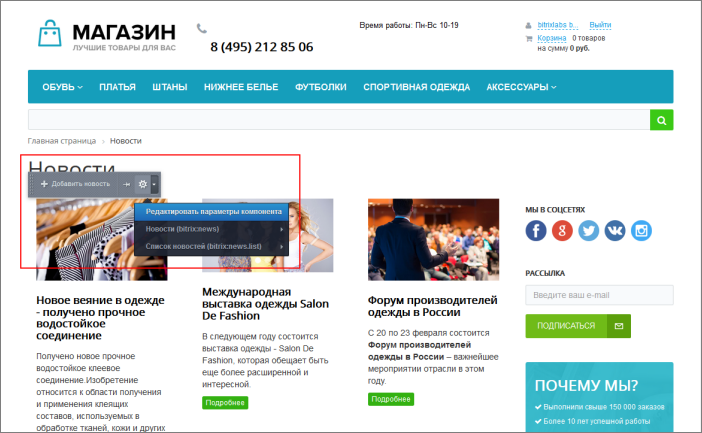 МАГАЗИН
ЛУЧШИЕ ТОВАРЫ ДЛЯ ВАС
8 (495) 212 85 06
Время работы: Пн-Вс 10-19
bitrixlabs b... Выйти
Корзина 0 товаров
на сумму 0 руб.
ОБУВЬ ПЛАТЬЯ ШТАНЫ НИЖНЕЕ БЕЛЬЕ ФУТБОЛКИ СПОРТИВНАЯ ОДЕЖДА АКСЕССУАРЫ
Главная страница Новости
Новости
Добавить новость
Редактировать параметры компонента
Новости (bitrix:news)
Список новостей (bitrix:news.list)
Новое веяние в одежде
- получено прочное
водостойкое
соединение
Получено новое прочное
водостойкое клеевое
соединение.Изобретение
относится к области получения
и применения клеящих
составов, используемых в
обработке тканей, кожи и других
Международная
выставка одежды Salon
De Fashion
В следующем году состоится
выставка одежды - Salon De
Fashion, которая обещает быть
еще более расширенной и
интересной.
Подробнее
Форум производителей
одежды в России
С 20 по 23 февраля состоится
Форум производителей
одежды в России – важнейшее
мероприятии отрасли в этом
году.
Подробнее
МЫ В СОЦСЕТЯХ
РАССЫЛКА
Введите ваш e-mail
ПОДПИСАТЬСЯ
ПОЧЕМУ МЫ?
Выполнили свыше 150 000 заказов
Более 10 лет успешной работы